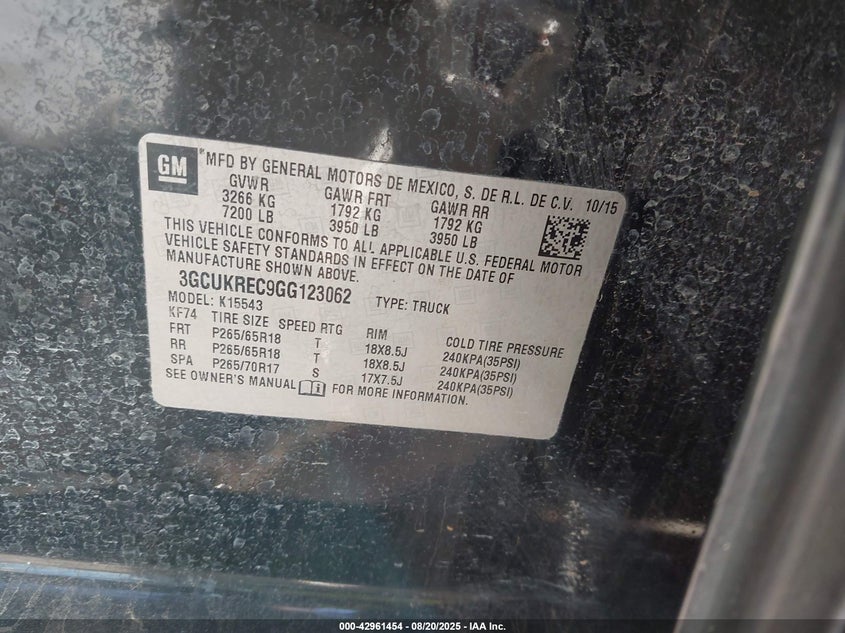 GM
*MFD BY GENERAL MOTORS DE MEXICO, S. DE R.L. DE C.V. 10/15
GVWR GAWR FRT GAWR RR
3266 KG 1792 KG 1792 KG
7200 LB 3950 LB 3950 LB
THIS VEHICLE CONFORMS TO ALL APPLICABLE U.S. FEDERAL MOTOR
VEHICLE SAFETY STANDARDS IN EFFECT ON THE DATE OF
MANUFACTURE SHOWN ABOVE.
3GCUKREC9GG123062
MODEL: K15543 TYPE: TRUCK
KF74 TIRE SIZE SPEED RTG RIM COLD TIRE PRESSURE
FRT P265/65R18 T 18X8.5J 240KPA(35PSI)
RR P265/65R18 T 18X8.5J 240KPA(35PSI)
SPA P265/70R17 S 17X7.5J 240KPA(35PSI)
SEE OWNER'S MANUAL i FOR MORE INFORMATION.
000-42961454 | 08/20/2025 | IAA Inc.